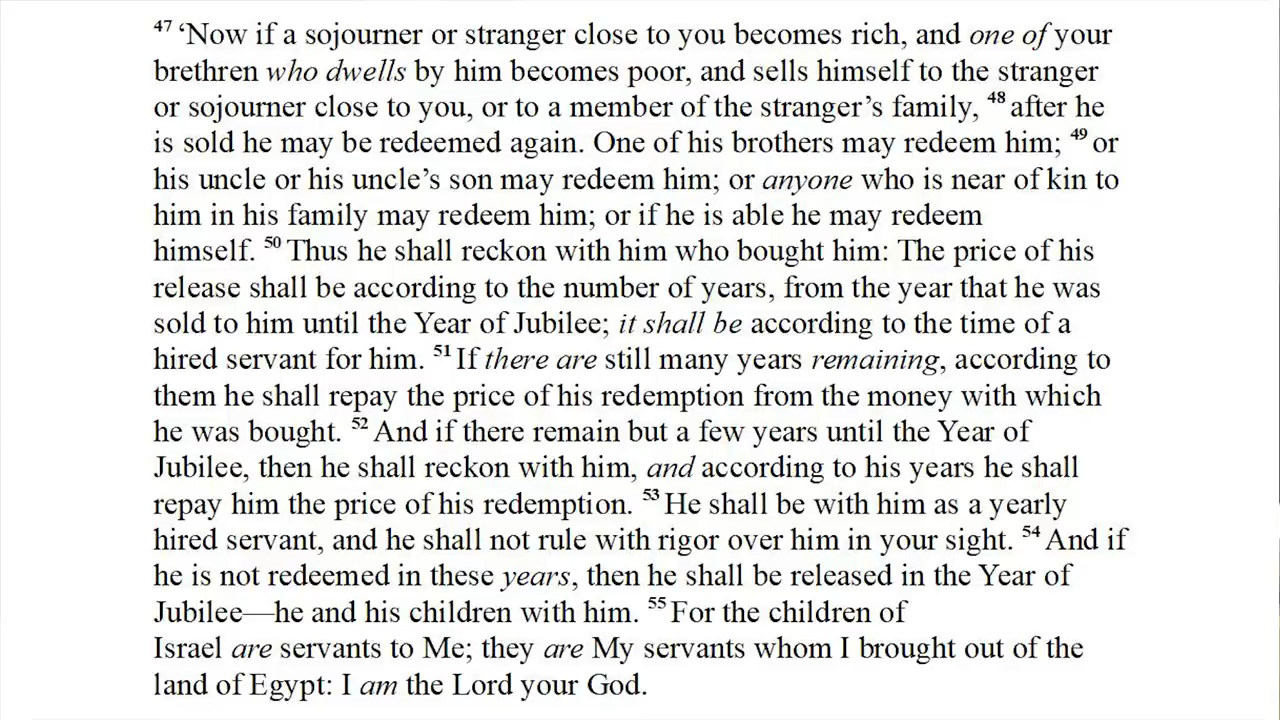 47 ‘Now if a sojourner or stranger close to you becomes rich, and one of your
brethren who dwells by him becomes poor, and sells himself to the stranger
or sojourner close to you, or to a member of the stranger’s family, 48 after he
is sold he may be redeemed again. One of his brothers may redeem him; 49 or
his uncle or his uncle’s son may redeem him; or anyone who is near of kin to
him in his family may redeem him; or if he is able he may redeem
himself. 50 Thus he shall reckon with him who bought him: The price of his
release shall be according to the number of years, from the year that he was
sold to him until the Year of Jubilee; it shall be according to the time of a
hired servant for him. 51 If there are still many years remaining, according to
them he shall repay the price of his redemption from the money with which
he was bought. 52 And if there remain but a few years until the Year of
Jubilee, then he shall reckon with him, and according to his years he shall
repay him the price of his redemption. 53 He shall be with him as a yearly
hired servant, and he shall not rule with rigor over him in your sight. 54 And if
he is not redeemed in these years, then he shall be released in the Year of
Jubilee—he and his children with him. 55 For the children of
Israel are servants to Me; they are My servants whom I brought out of the
land of Egypt: I am the Lord your God.